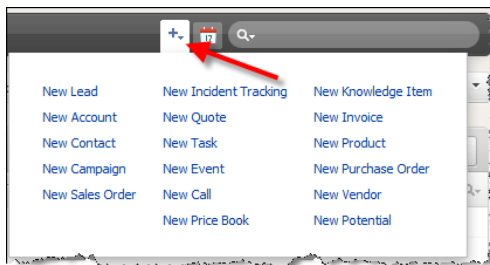 17
New Lead New Incident Tracking New Knowledge Item
New Account New Quote New Invoice
New Contact New Task New Product
New Campaign New Event New Purchase Order
New Sales Order New Call New Vendor
New Price Book New Potential